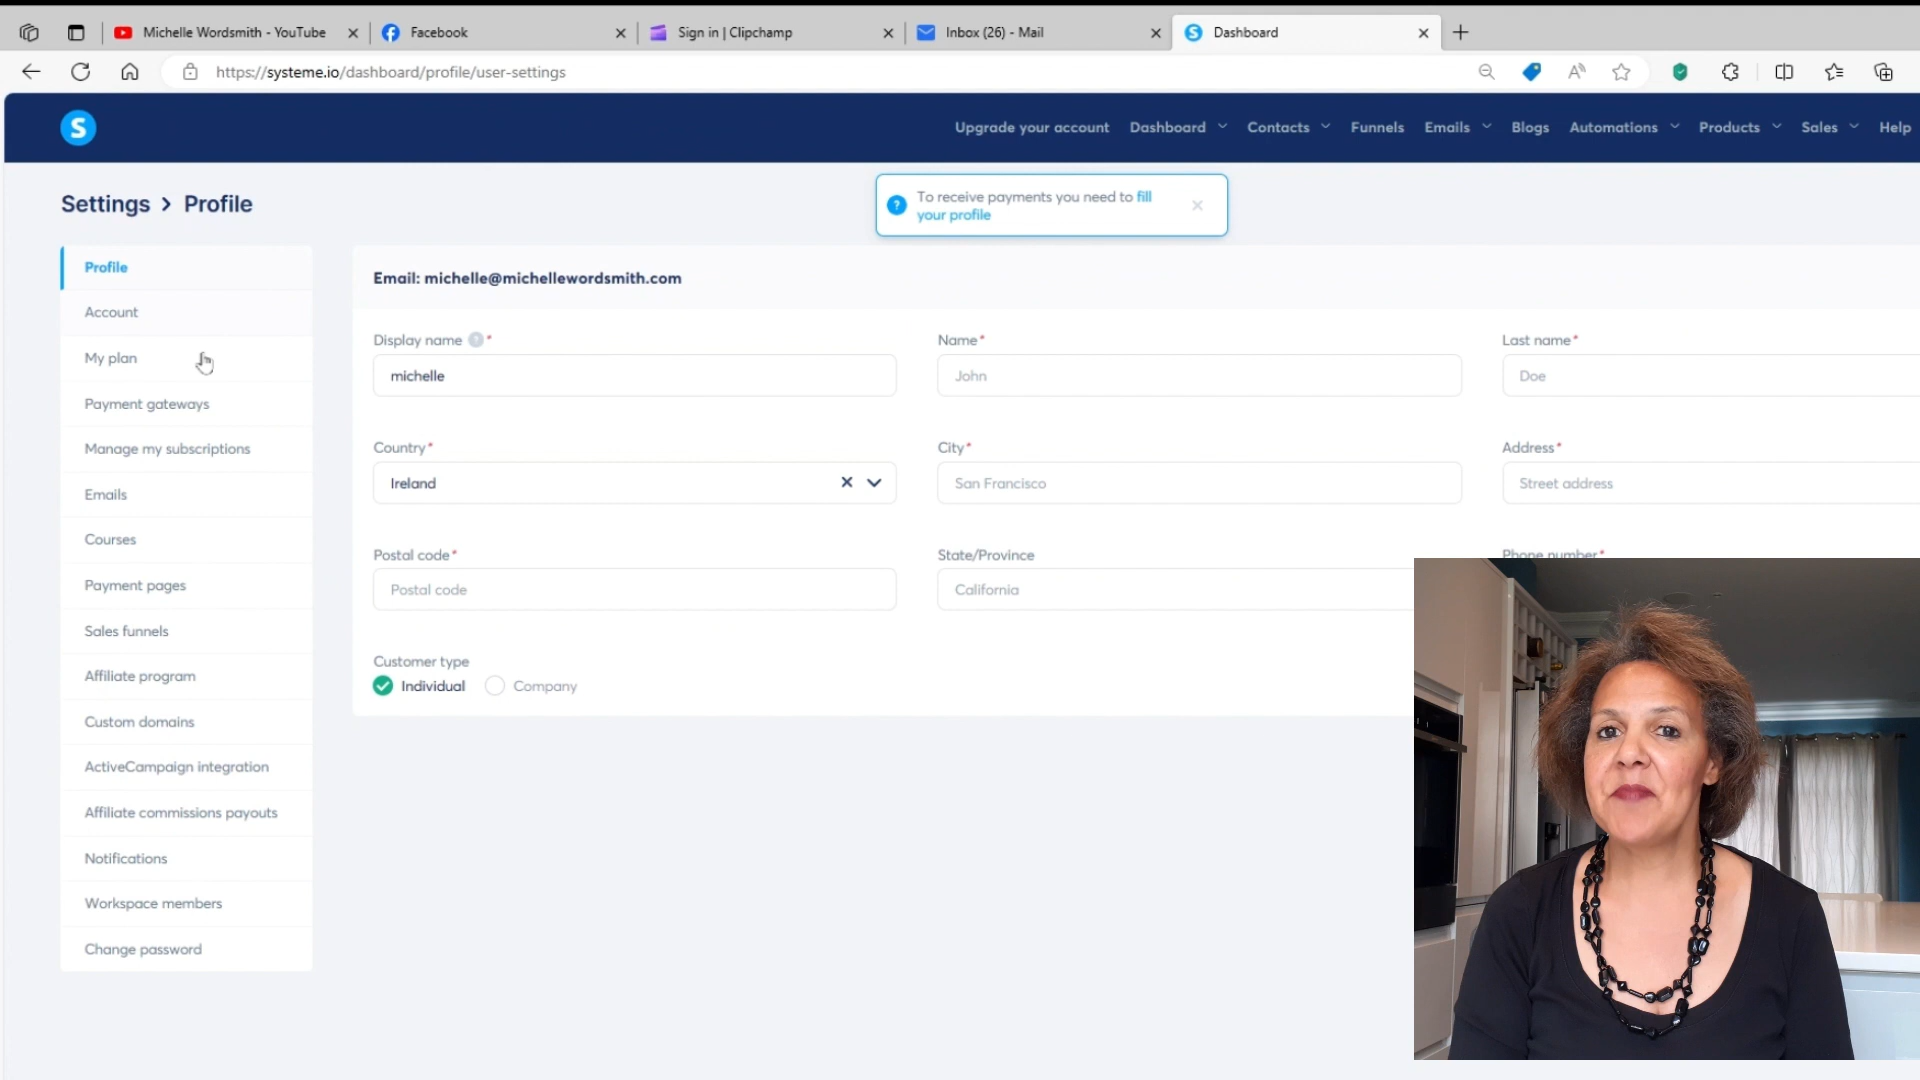 Michelle Wordsmith - YouTube
Facebook
Sign in | Clipchamp
Inbox (26) - Mail
Dashboard
https://systeme.io/dashboard/profile/user-settings
S
Upgrade your account
Dashboard
Contacts
Funnels
Emails
Blogs
Automations
Products
Sales
Help
Settings > Profile
To receive payments you need to fill
your profile
Profile
Account
My plan
Payment gateways
Manage my subscriptions
Emails
Courses
Payment pages
Sales funnels
Affiliate program
Custom domains
ActiveCampaign integration
Affiliate commissions payouts
Notifications
Workspace members
Change password
Email: michelle@michellewordsmith.com
Display name ? *
michelle
Name*
John
Last name*
Doe
Country*
Ireland
City*
San Francisco
Address*
Street address
Postal code*
Postal code
State/Province
California
Phone number*
Customer type
Individual
Company